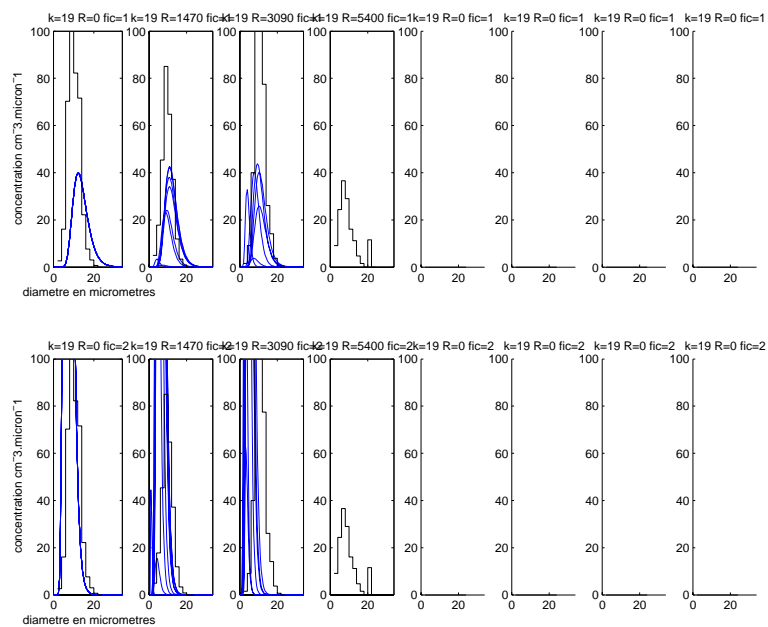 k=19 R=0 fic=1 k=19 R=1470 fic=1 k=19 R=3090 fic=1 k=19 R=5400 fic=1 k=19 R=0 fic=1 k=19 R=0 fic=1 k=19 R=0 fic=1 k=19 R=0 fic=1
100 100 100 100 100 100 100 100
80 80 80 80 80 80 80 80
60 60 60 60 60 60 60 60
40 40 40 40 40 40 40 40
20 20 20 20 20 20 20 20
0 0 0 0 0 0 0 0
0 20 0 20 0 20 0 20 0 20 0 20 0 20 0 20
concentration cm⁻3.micron⁻1
diametre en micrometres
k=19 R=0 fic=2 k=19 R=1470 fic=2 k=19 R=3090 fic=2 k=19 R=5400 fic=2 k=19 R=0 fic=2 k=19 R=0 fic=2 k=19 R=0 fic=2 k=19 R=0 fic=2
100 100 100 100 100 100 100 100
80 80 80 80 80 80 80 80
60 60 60 60 60 60 60 60
40 40 40 40 40 40 40 40
20 20 20 20 20 20 20 20
0 0 0 0 0 0 0 0
0 20 0 20 0 20 0 20 0 20 0 20 0 20 0 20
concentration cm⁻3.micron⁻1
diametre en micrometres